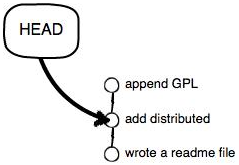 HEAD
append GPL
add distributed
wrote a readme file